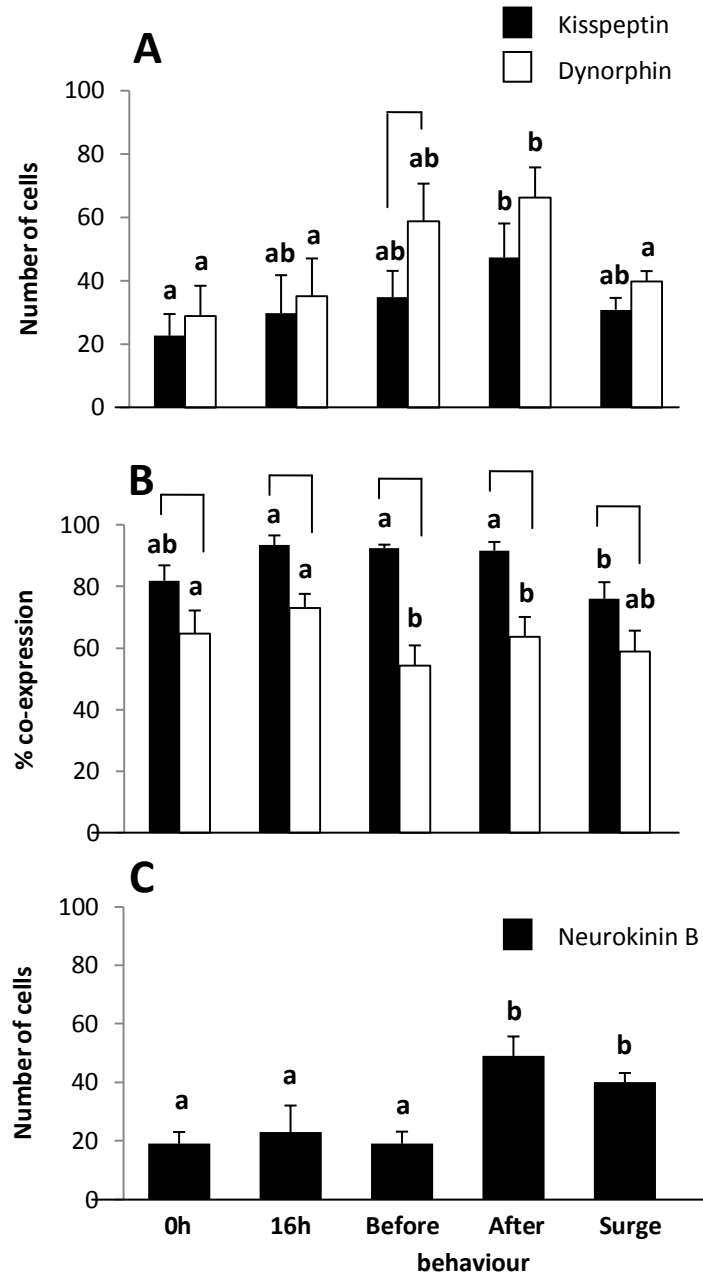 Kisspeptin
Dynorphin
A
Number of cells
100
80
60
40
20
0
a a ab a ab ab b b ab a
B
% co-expression
100
80
60
40
20
0
ab a a a a b a b b ab
C
Neurokinin B
Number of cells
100
80
60
40
20
0
a a a b b
0h 16h Before After Surge
behaviour